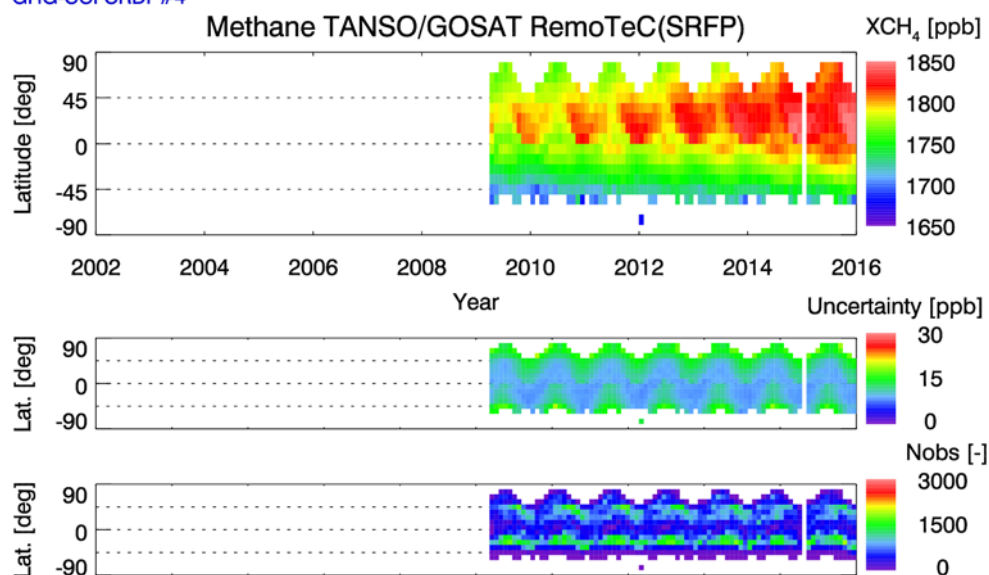 Methane TANSO/GOSAT RemoTeC(SRFP)
XCH4 [ppb]
Latitude [deg]
90
45
0
-45
-90
1850
1800
1750
1700
1650
2002 2004 2006 2008 2010 2012 2014 2016
Year
Uncertainty [ppb]
Lat. [deg]
90
0
-90
30
15
0
Nobs [-]
Lat. [deg]
90
0
-90
3000
1500
0